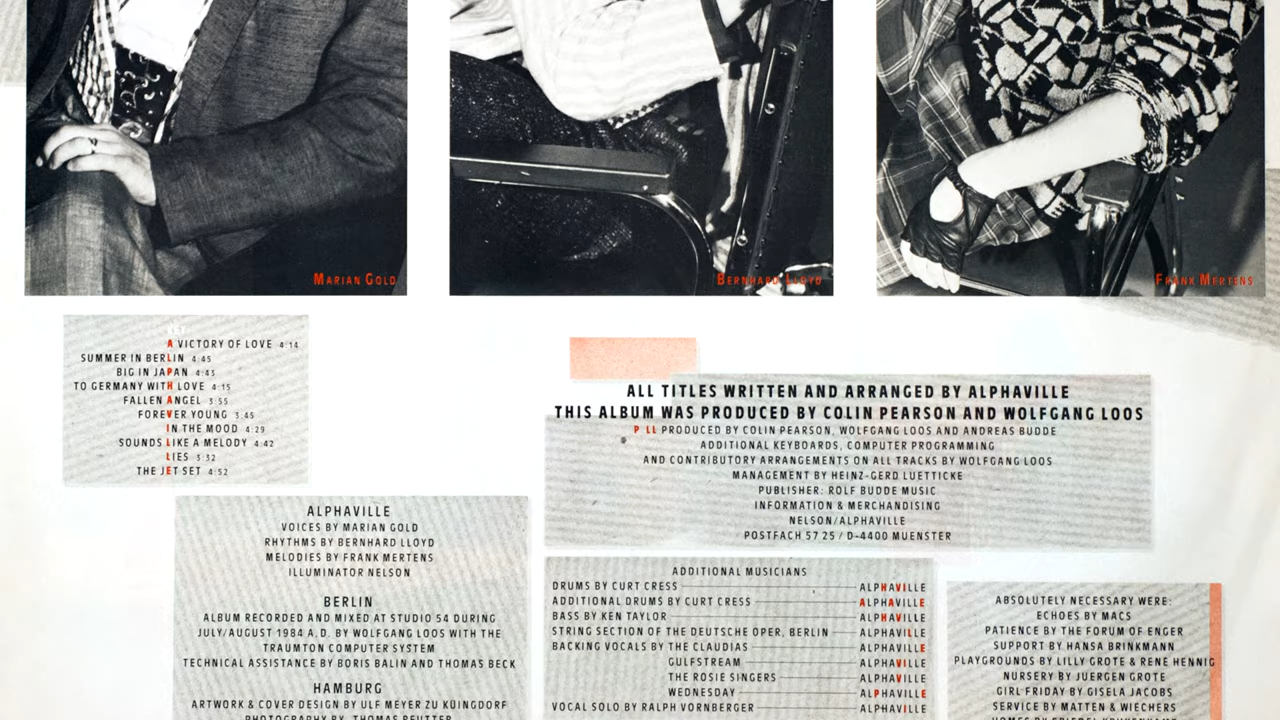 MARIAN GOLD
BERNHARD LLOYD
FRANK MERTENS
KEY
A VICTORY OF LOVE 4:14
SUMMER IN BERLIN 4:45
BIG IN JAPAN 4:43
TO GERMANY WITH LOVE 4:15
FALLEN ANGEL 3:55
FOREVER YOUNG 3:45
IN THE MOOD 4:29
SOUNDS LIKE A MELODY 4:42
LIES 3:32
THE JET SET 4:52
ALL TITLES WRITTEN AND ARRANGED BY ALPHAVILLE
THIS ALBUM WAS PRODUCED BY COLIN PEARSON AND WOLFGANG LOOS
P LL PRODUCED BY COLIN PEARSON, WOLFGANG LOOS AND ANDREAS BUDDE
ADDITIONAL KEYBOARDS, COMPUTER PROGRAMMING
AND CONTRIBUTORY ARRANGEMENTS ON ALL TRACKS BY WOLFGANG LOOS
MANAGEMENT BY HEINZ-GERD LUETTICKE
PUBLISHER: ROLF BUDDE MUSIC
INFORMATION & MERCHANDISING
NELSON/ALPHAVILLE
POSTFACH 57 25 / D-4400 MUENSTER
ALPHAVILLE
VOICES BY MARIAN GOLD
RHYTHMS BY BERNHARD LLOYD
MELODIES BY FRANK MERTENS
ILLUMINATOR NELSON
BERLIN
ALBUM RECORDED AND MIXED AT STUDIO 54 DURING
JULY/AUGUST 1984 A.D. BY WOLFGANG LOOS WITH THE
TRAUMTON COMPUTER SYSTEM
TECHNICAL ASSISTANCE BY BORIS BALIN AND THOMAS BECK
HAMBURG
ARTWORK & COVER DESIGN BY ULF MEYER ZU KÜINGDORF
PHOTOGRAPHY BY THOMAS REUTTER
ADDITIONAL MUSICIANS
DRUMS BY CURT CRESS ALPHAVILLE
ADDITIONAL DRUMS BY CURT CRESS ALPHAVILLE
BASS BY KEN TAYLOR ALPHAVILLE
STRING SECTION OF THE DEUTSCHE OPER, BERLIN ALPHAVILLE
BACKING VOCALS BY THE CLAUDIAS ALPHAVILLE
GULFSTREAM ALPHAVILLE
THE ROSIE SINGERS ALPHAVILLE
WEDNESDAY ALPHAVILLE
VOCAL SOLO BY RALPH VORNBERGER ALPHAVILLE
ABSOLUTELY NECESSARY WERE:
ECHOES BY MACS
PATIENCE BY THE FORUM OF ENGER
SUPPORT BY HANSA BRINKMANN
PLAYGROUNDS BY LILLY GROTE & RENE HENNIG
NURSERY BY JUERGEN GROTE
GIRL FRIDAY BY GISELA JACOBS
SERVICE BY MATTEN & WIECHERS